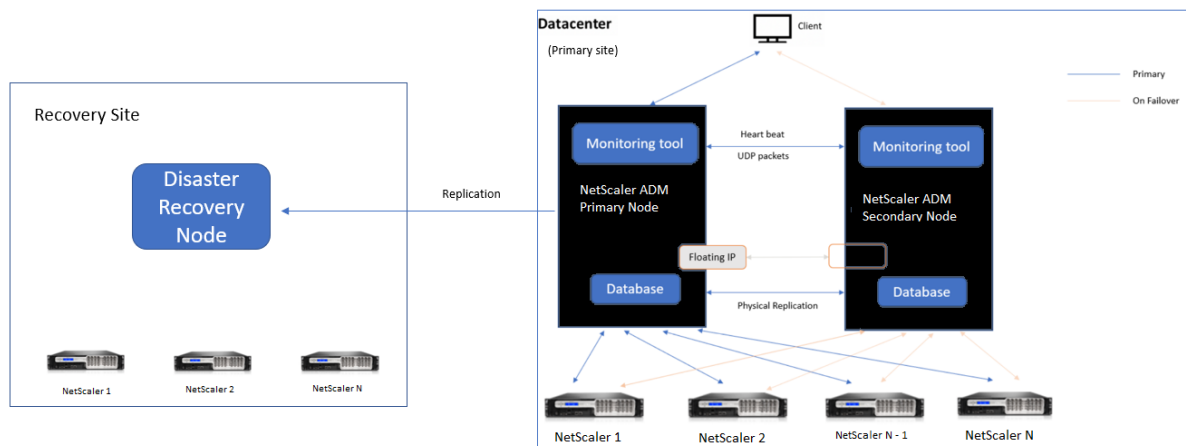 Datacenter
(Primary site)
Client
Primary
On Failover
Recovery Site
Disaster
Recovery
Node
Replication
Monitoring tool
Heart beat
UDP packets
Monitoring tool
NetScaler ADM
Primary Node
NetScaler ADM
Secondary Node
Floating IP
Database
Physical Replication
Database
NetScaler 1
NetScaler 2
NetScaler N
NetScaler 1
NetScaler 2
NetScaler N - 1
NetScaler N